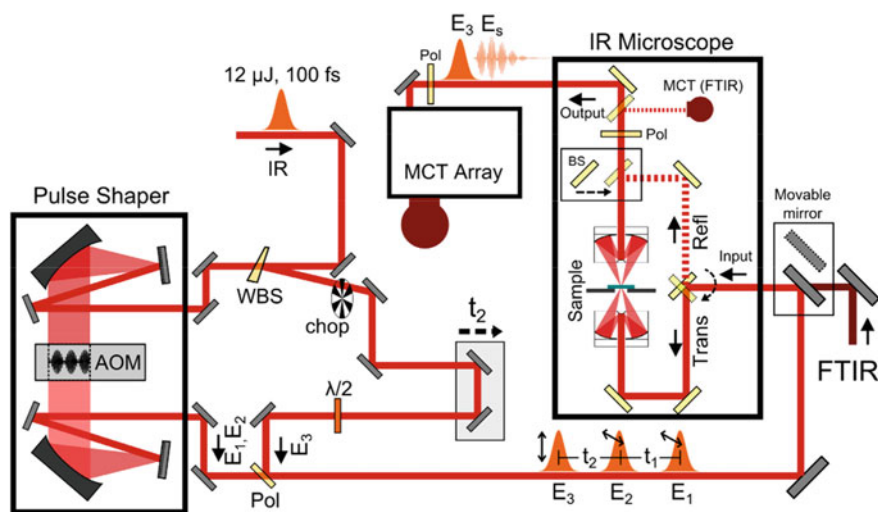 E3 Es
IR Microscope
Pol
12 μJ, 100 fs
MCT (FTIR)
Output
Pol
IR
MCT Array
BS
Pulse Shaper
Movable
mirror
Refl
Input
WBS
Sample
chop
t2
Trans
AOM
FTIR
λ/2
E1, E2
E3
t2
t1
Pol
E3
E2
E1